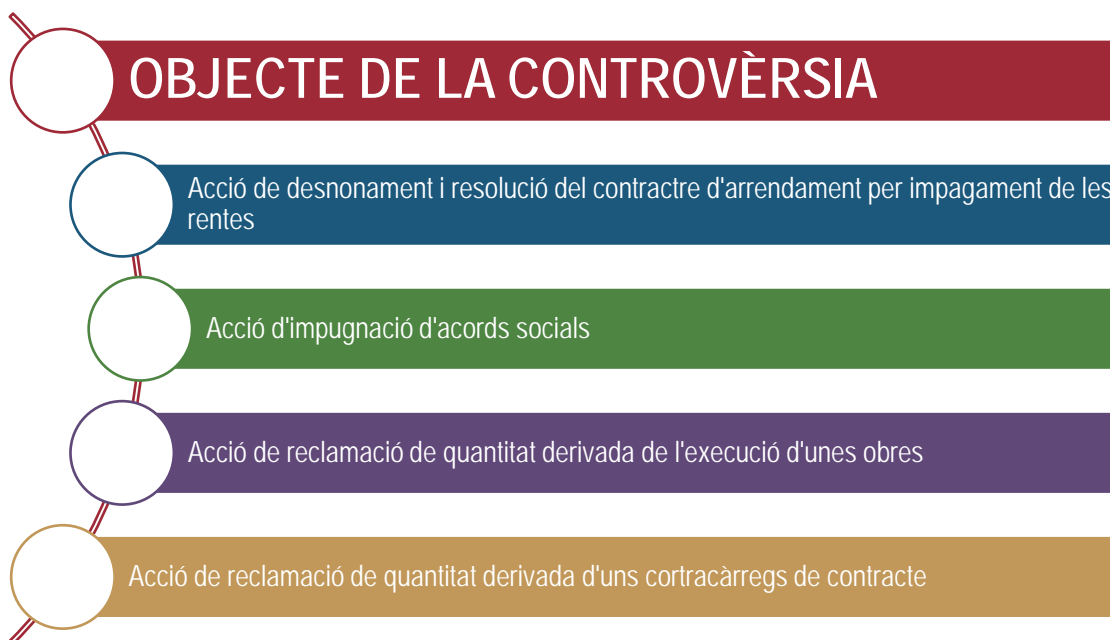 OBJECTE DE LA CONTROVÈRSIA
Acció de desnonament i resolució del contractre d'arrendament per impagament de les
rentes
Acció d'impugnació d'acords socials
Acció de reclamació de quantitat derivada de l'execució d'unes obres
Acció de reclamació de quantitat derivada d'uns cortracàrregs de contracte